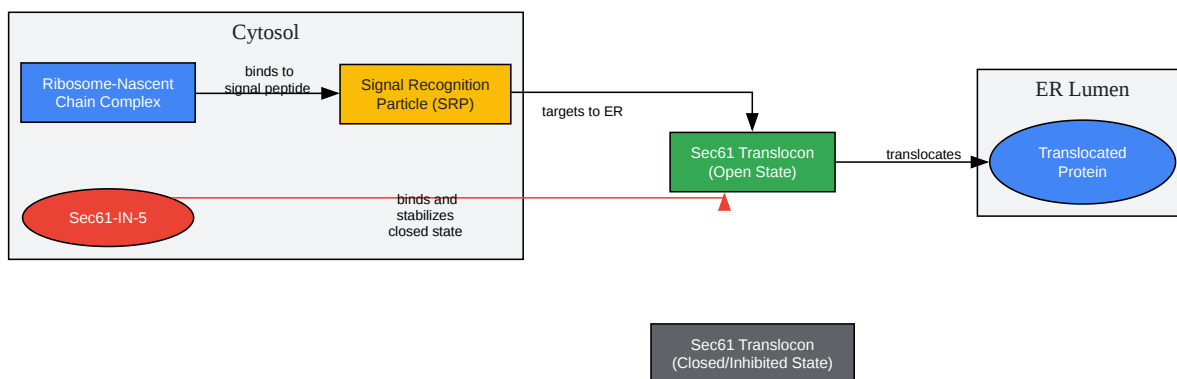 Cytosol
Ribosome-Nascent
Chain Complex
binds to
signal peptide
Signal Recognition
Particle (SRP)
targets to ER
Sec61 Translocon
(Open State)
translocates
ER Lumen
Translocated
Protein
Sec61-IN-5
binds and
stabilizes
closed state
Sec61 Translocon
(Closed/Inhibited State)